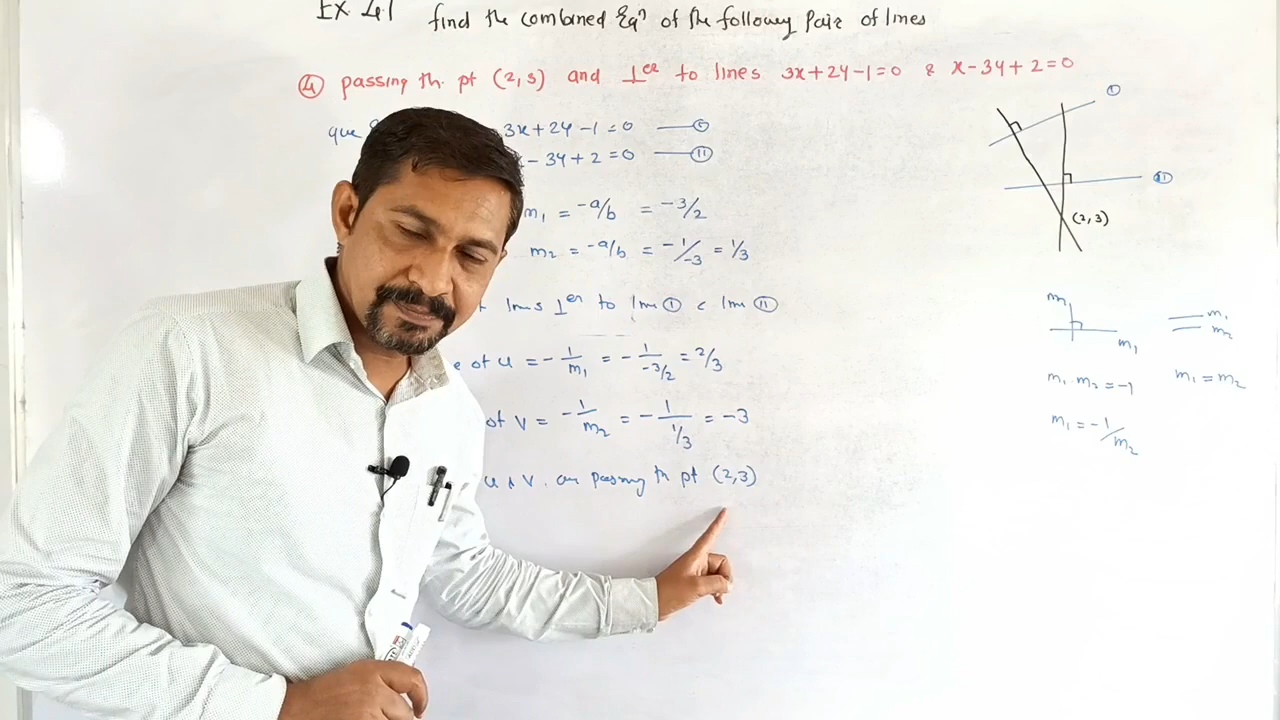 Ex. 4.1 find the combined Eqn of the following pair of lines
④ passing th. pt (2,3) and ⊥er to lines 3x+2y-1=0 & x-3y+2=0
que 3x+2y-1=0 — Ⓘ
x-3y+2=0 — Ⓘ Ⓘ
m₁ = -a/b = -3/2
m₂ = -a/b = -1/-3 = 1/3
lines ⊥er to line Ⓘ & line ⒾⒾ
of u = -1/m₁ = -1/-3/2 = 2/3
of v = -1/m₂ = -1/1/3 = -3
u & v. are passing th pt (2,3)
Ⓘ
ⒾⒾ
(2,3)
m₂
m₁
m₁
m₂
m₁·m₂ = -1
m₁ = m₂
m₁ = -1/m₂